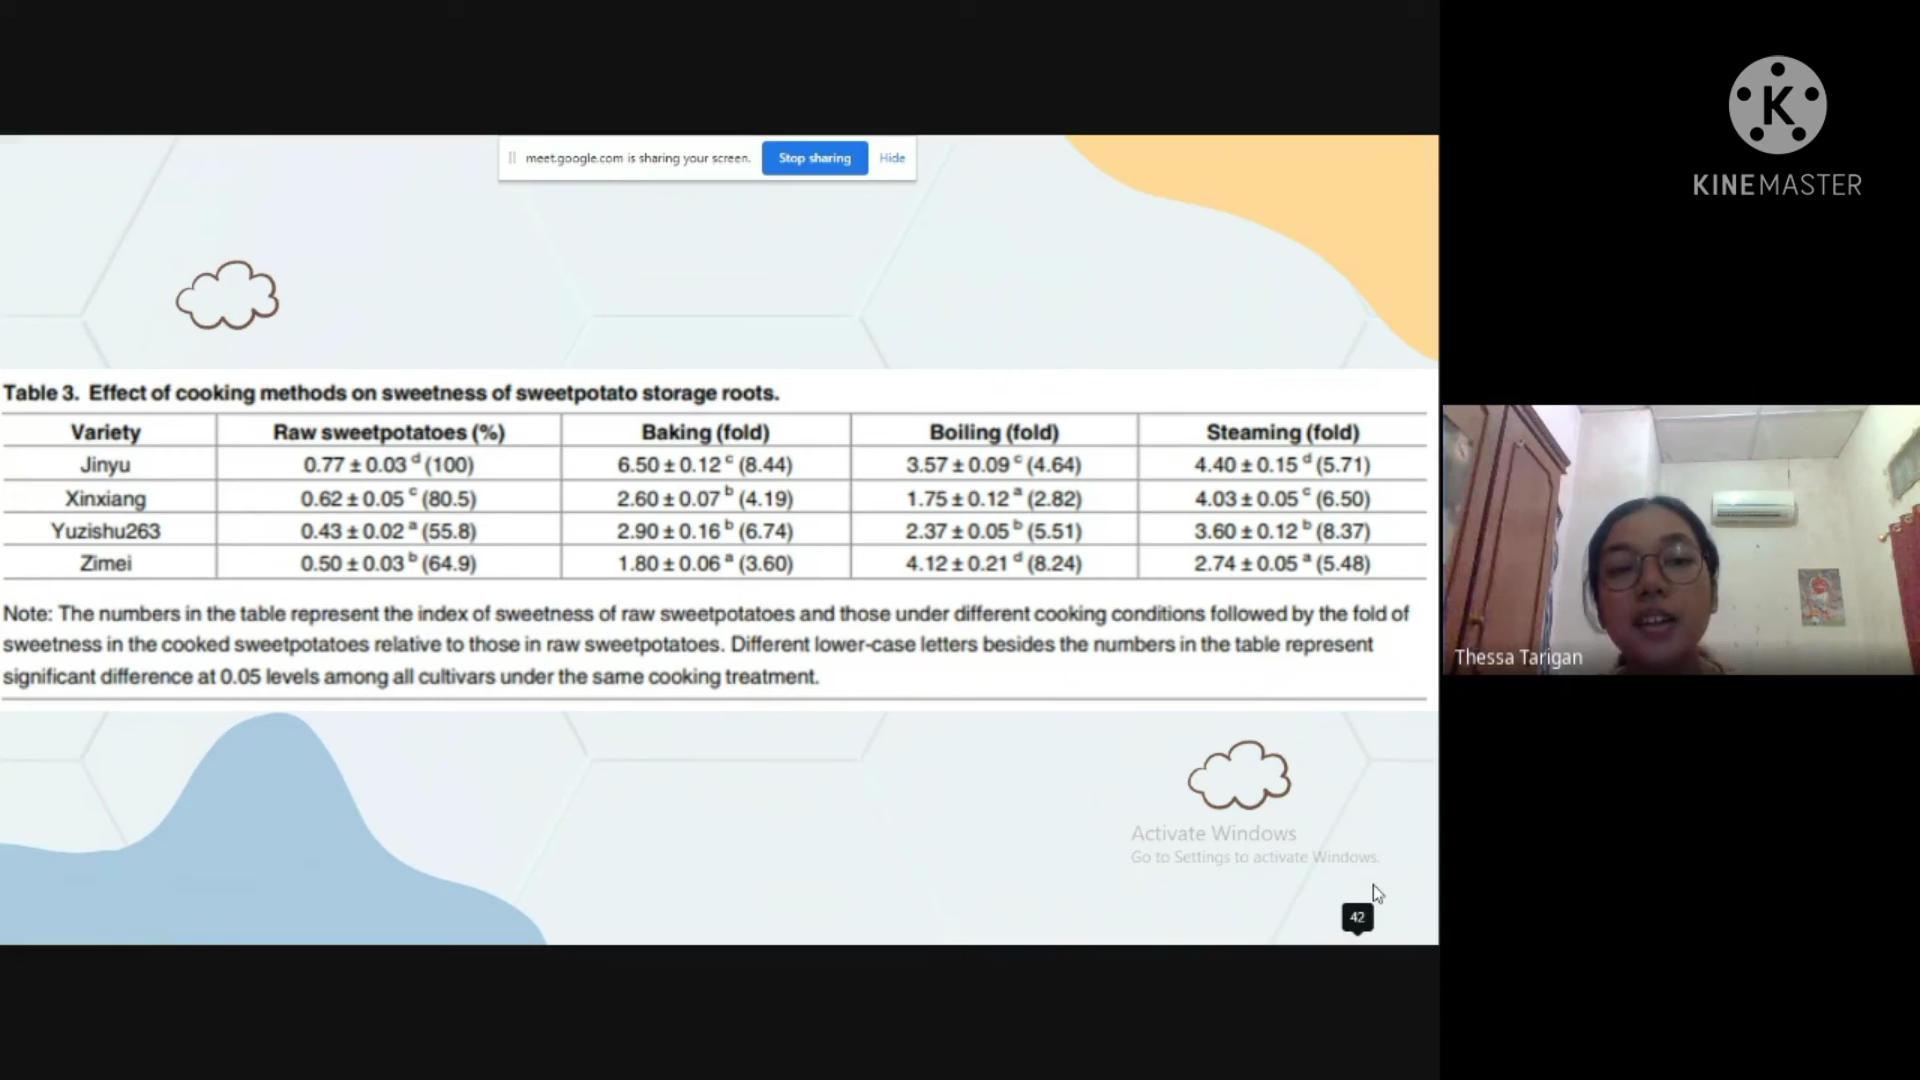 meet.google.com is sharing your screen. Stop sharing Hide
K
KINEMASTER
Table 3. Effect of cooking methods on sweetness of sweetpotato storage roots.
Variety Raw sweetpotatoes (%) Baking (fold) Boiling (fold) Steaming (fold)
Jinyu 0.77 ± 0.03 ᵈ (100) 6.50 ± 0.12 ᶜ (8.44) 3.57 ± 0.09 ᶜ (4.64) 4.40 ± 0.15 ᵈ (5.71)
Xinxiang 0.62 ± 0.05 ᶜ (80.5) 2.60 ± 0.07 ᵇ (4.19) 1.75 ± 0.12 ᵃ (2.82) 4.03 ± 0.05 ᶜ (6.50)
Yuzishu263 0.43 ± 0.02 ᵃ (55.8) 2.90 ± 0.16 ᵇ (6.74) 2.37 ± 0.05 ᵇ (5.51) 3.60 ± 0.12 ᵇ (8.37)
Zimei 0.50 ± 0.03 ᵇ (64.9) 1.80 ± 0.06 ᵃ (3.60) 4.12 ± 0.21 ᵈ (8.24) 2.74 ± 0.05 ᵃ (5.48)
Note: The numbers in the table represent the index of sweetness of raw sweetpotatoes and those under different cooking conditions followed by the fold of
sweetness in the cooked sweetpotatoes relative to those in raw sweetpotatoes. Different lower-case letters besides the numbers in the table represent
significant difference at 0.05 levels among all cultivars under the same cooking treatment.
Thessa Tarigan
Activate Windows
Go to Settings to activate Windows.
42